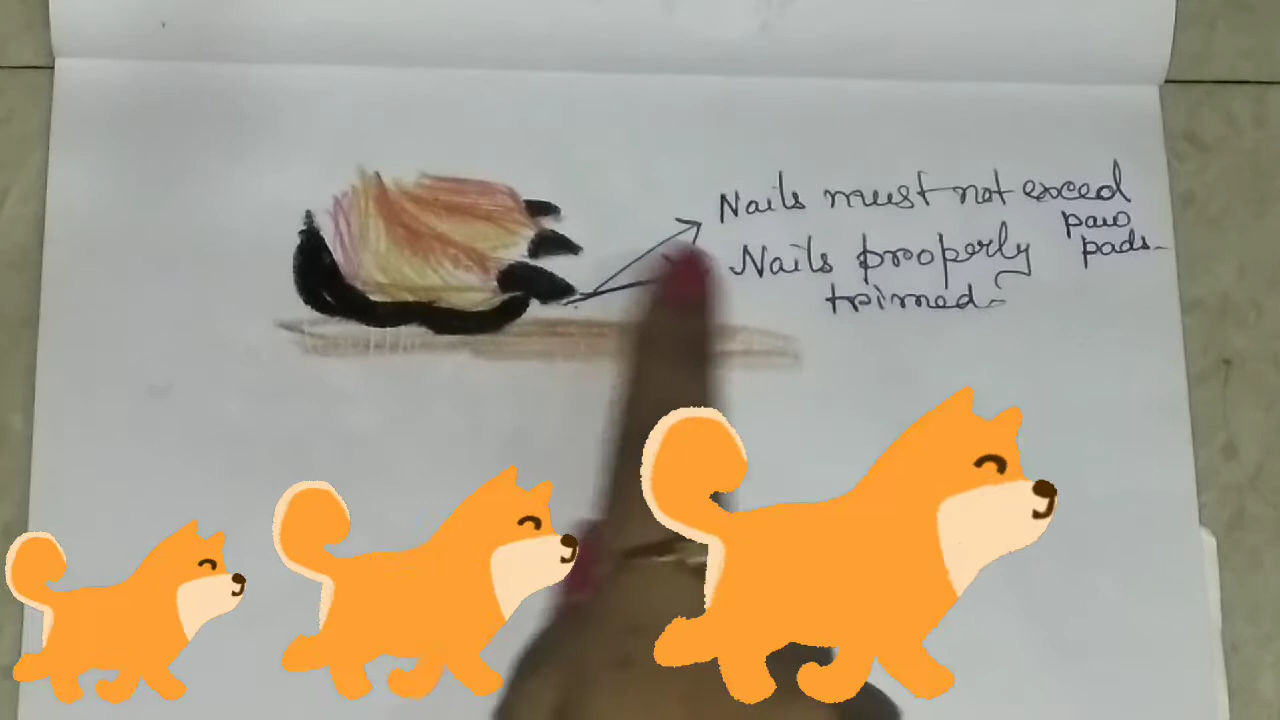 Nails must not exceed
paw
pads-
Nails properly
trimed-